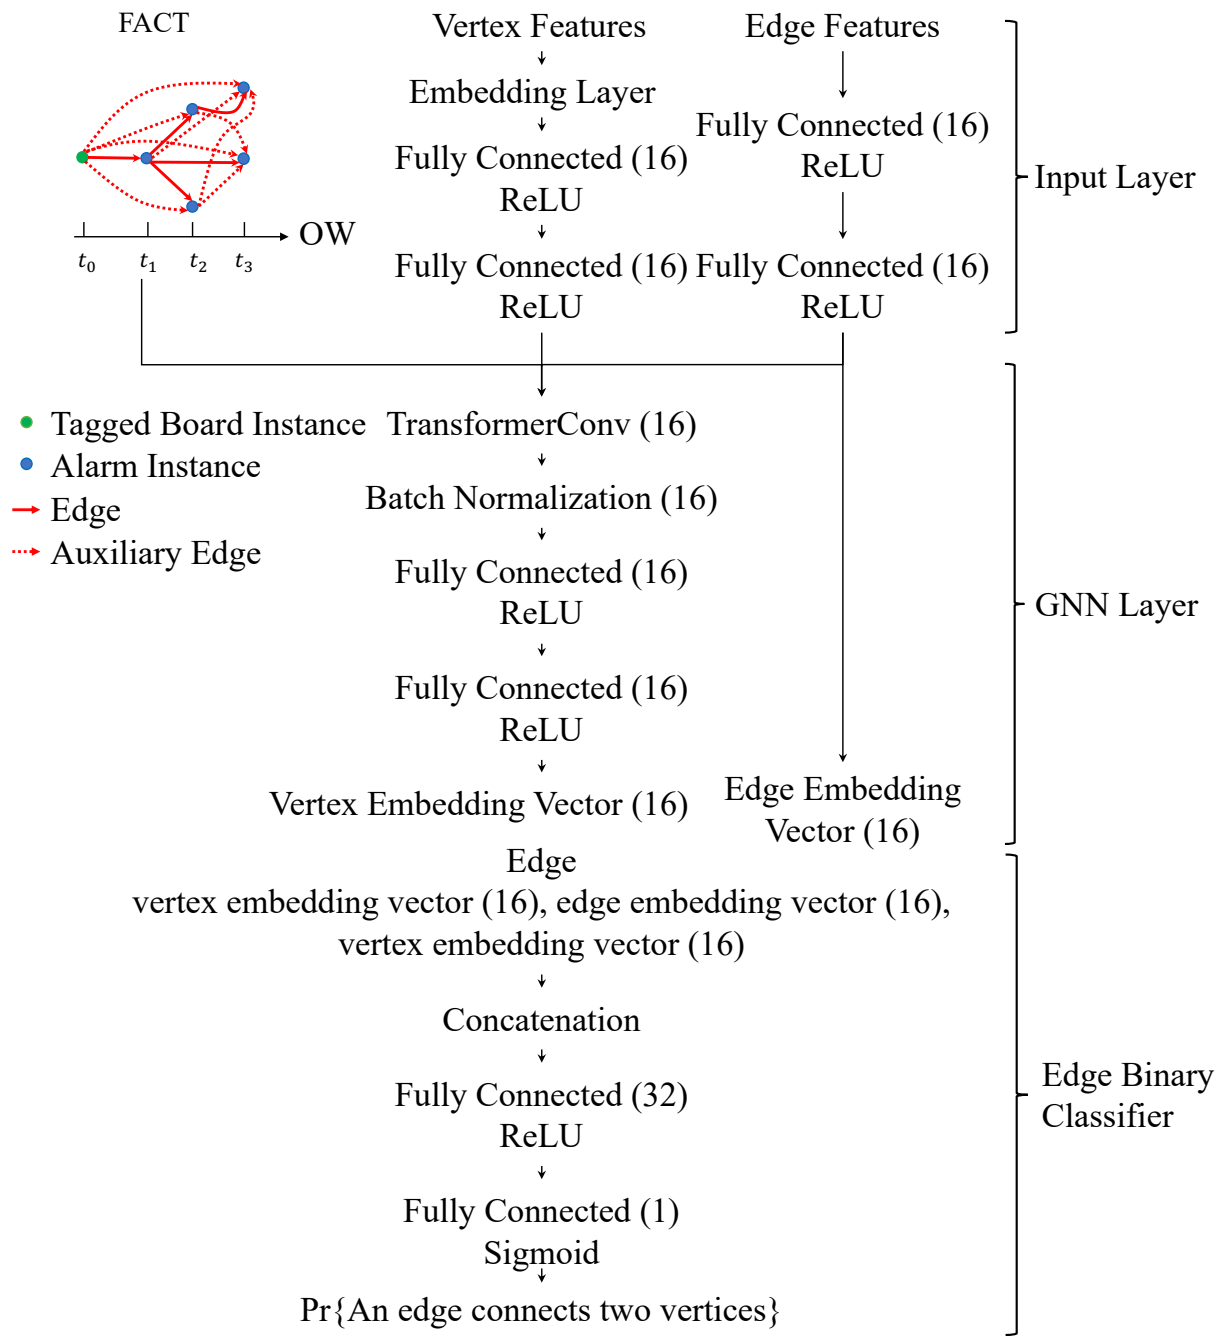 FACT
OW
t0
t1
t2
t3
Vertex Features
Embedding Layer
Fully Connected (16)
ReLU
Fully Connected (16)
ReLU
Edge Features
Fully Connected (16)
ReLU
Fully Connected (16)
ReLU
Input Layer
Tagged Board Instance
Alarm Instance
Edge
Auxiliary Edge
TransformerConv (16)
Batch Normalization (16)
Fully Connected (16)
ReLU
Fully Connected (16)
ReLU
Vertex Embedding Vector (16)
Edge Embedding
Vector (16)
GNN Layer
Edge
vertex embedding vector (16), edge embedding vector (16),
vertex embedding vector (16)
Concatenation
Fully Connected (32)
ReLU
Fully Connected (1)
Sigmoid
Pr{An edge connects two vertices}
Edge Binary
Classifier